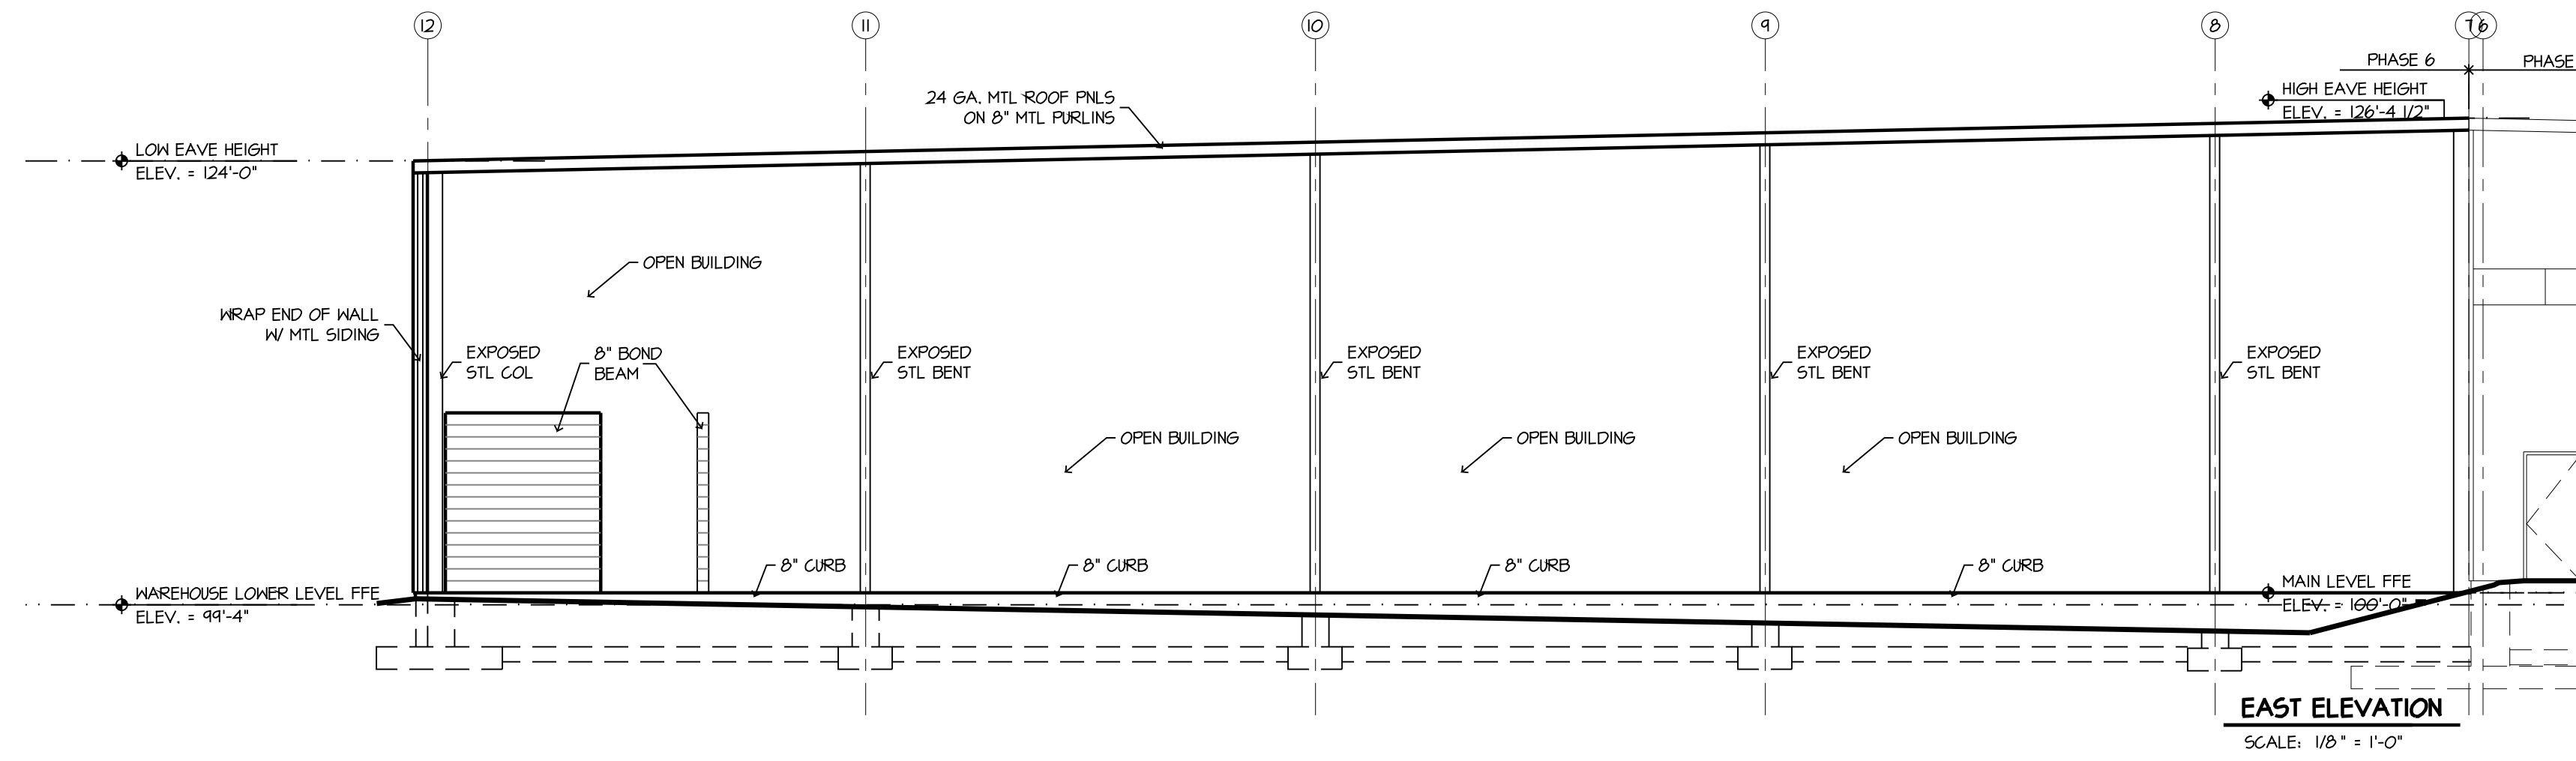 12
11
10
9
8
7
6
PHASE 6
PHASE
24 GA. MTL ROOF PNLS
ON 8" MTL PURLINS
HIGH EAVE HEIGHT
ELEV. = 126'-4 1/2"
LOW EAVE HEIGHT
ELEV. = 124'-0"
OPEN BUILDING
WRAP END OF WALL
W/ MTL SIDING
EXPOSED
STL COL
8" BOND
BEAM
EXPOSED
STL BENT
EXPOSED
STL BENT
EXPOSED
STL BENT
EXPOSED
STL BENT
OPEN BUILDING
OPEN BUILDING
OPEN BUILDING
8" CURB
8" CURB
8" CURB
8" CURB
WAREHOUSE LOWER LEVEL FFE
ELEV. = 99'-4"
MAIN LEVEL FFE
ELEV. = 100'-0"
EAST ELEVATION
SCALE: 1/8" = 1'-0"